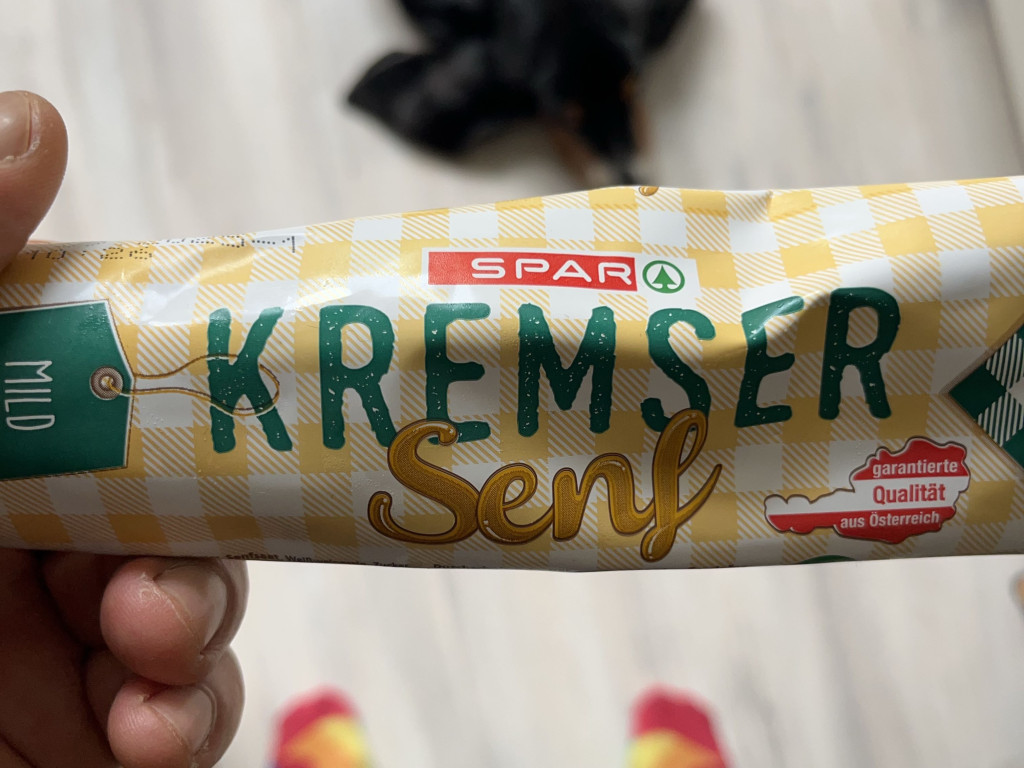 SPAR
MILD
KREMSER
Senf
garantierte
Qualität
aus Österreich